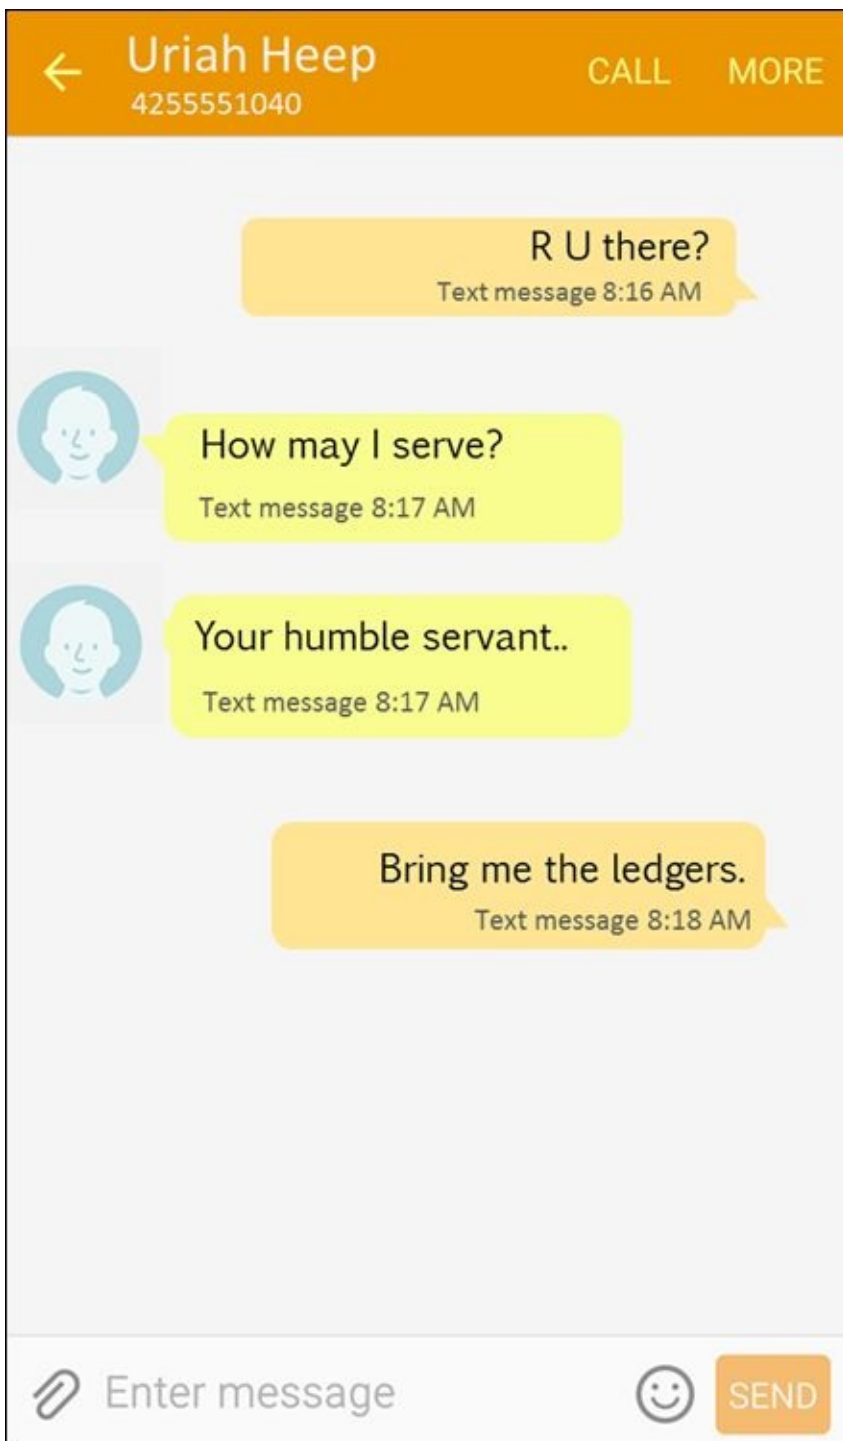 Uriah Heep CALL MORE
4255551040
R U there?
Text message 8:16 AM
How may I serve?
Text message 8:17 AM
Your humble servant..
Text message 8:17 AM
Bring me the ledgers.
Text message 8:18 AM
Enter message SEND